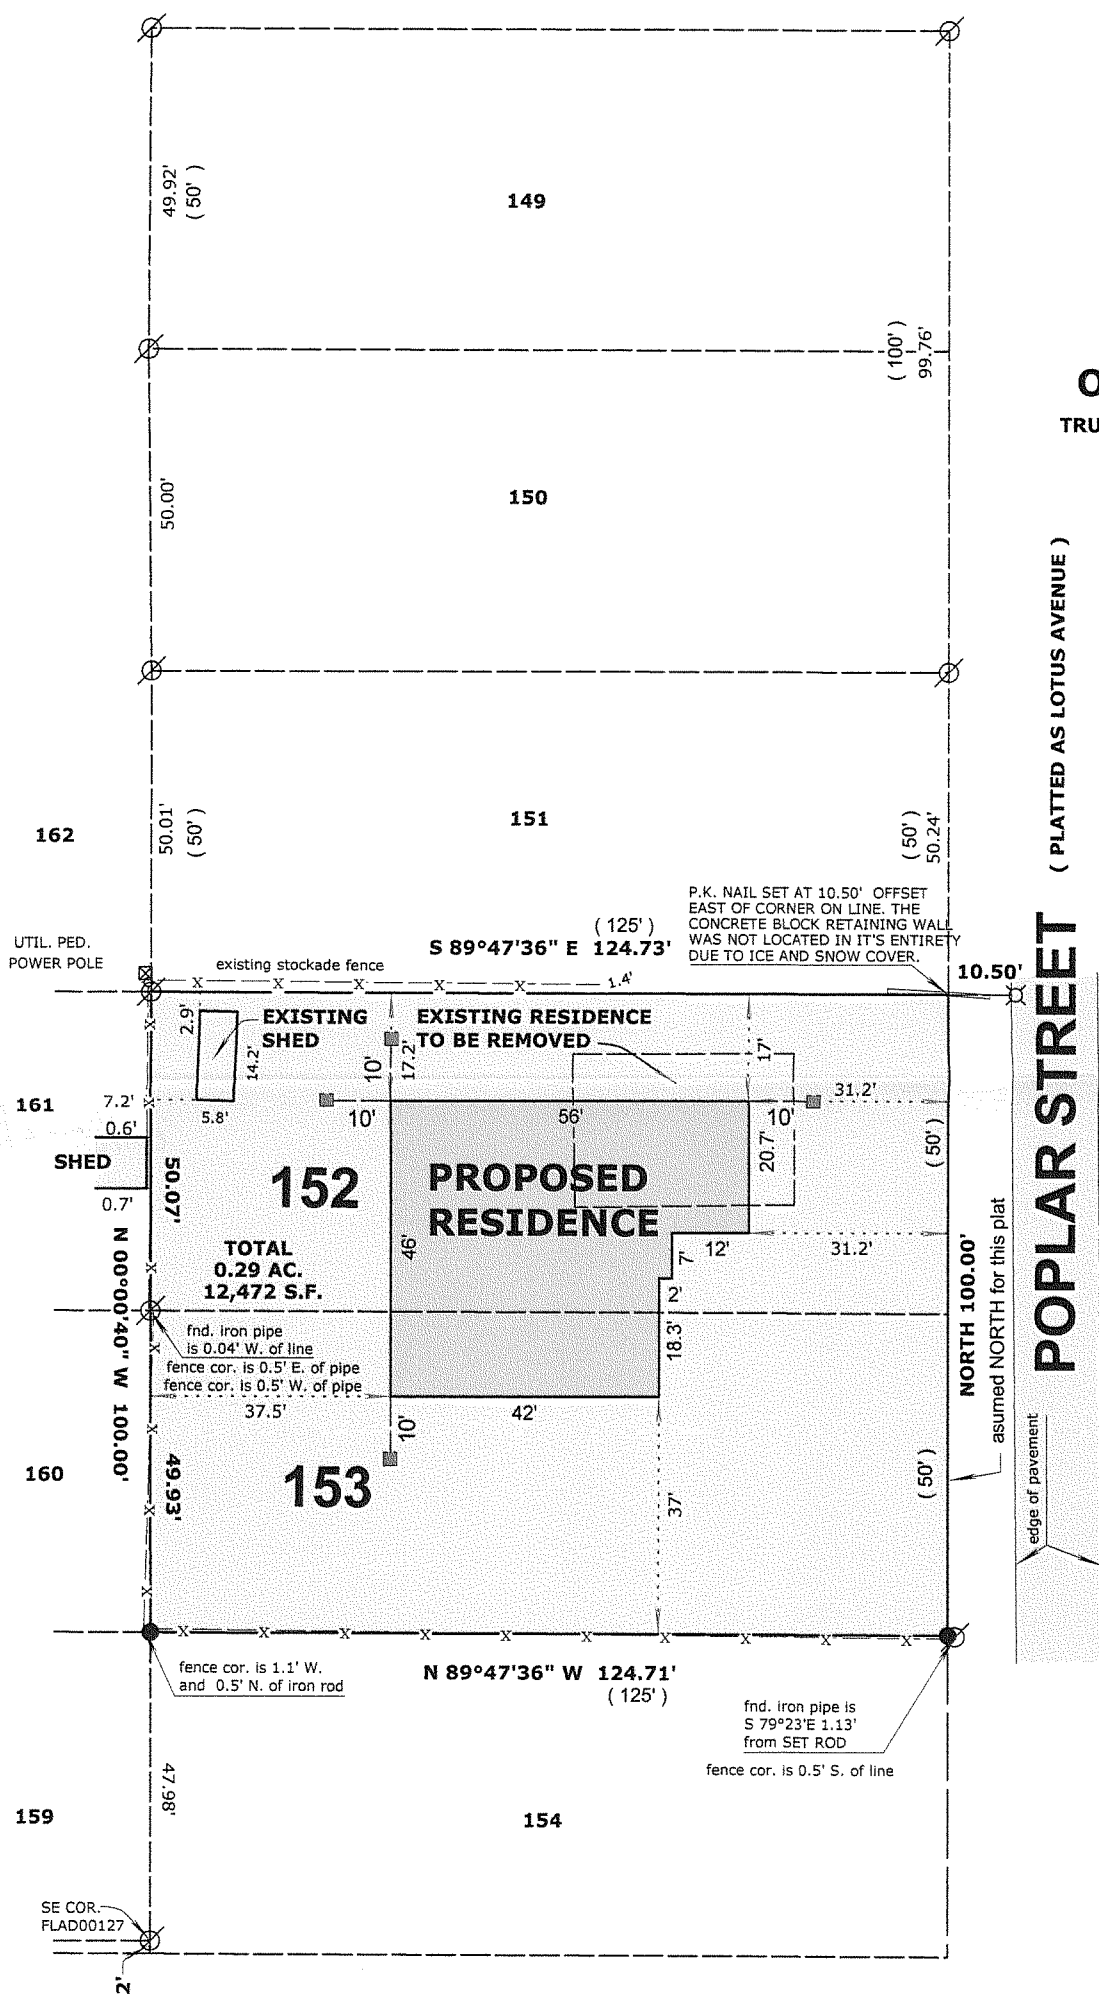 149
49.92'
( 50' )
( 100' )
99.76'
O
TRU
150
50.00'
( PLATTED AS LOTUS AVENUE )
POPLAR STREET
151
50.01'
( 50' )
( 50' )
50.24'
162
P.K. NAIL SET AT 10.50' OFFSET
EAST OF CORNER ON LINE. THE
CONCRETE BLOCK RETAINING WALL
WAS NOT LOCATED IN IT'S ENTIRETY
DUE TO ICE AND SNOW COVER.
( 125' )
S 89°47'36" E 124.73'
UTIL. PED.
POWER POLE
existing stockade fence
1.4'
10.50'
2.9'
EXISTING
SHED
14.2'
5.8'
EXISTING RESIDENCE
TO BE REMOVED
10'
17.2'
17'
31.2'
161
7.2'
0.6'
SHED
0.7'
10'
56'
10'
20.7'
( 50' )
50.07'
152
PROPOSED
RESIDENCE
46'
12'
31.2'
7'
2'
18.3'
TOTAL
0.29 AC.
12,472 S.F.
N 00°00'40" W 100.00'
NORTH 100.00'
asumed NORTH for this plat
fnd. iron pipe
is 0.04' W. of line
fence cor. is 0.5' E. of pipe
fence cor. is 0.5' W. of pipe
37.5'
42'
10'
160
49.93'
153
37'
( 50' )
edge of pavement
fence cor. is 1.1' W.
and 0.5' N. of iron rod
N 89°47'36" W 124.71'
( 125' )
fnd. iron pipe is
S 79°23'E 1.13'
from SET ROD
fence cor. is 0.5' S. of line
47.98'
159
154
SE COR.
FLAD00127
2'